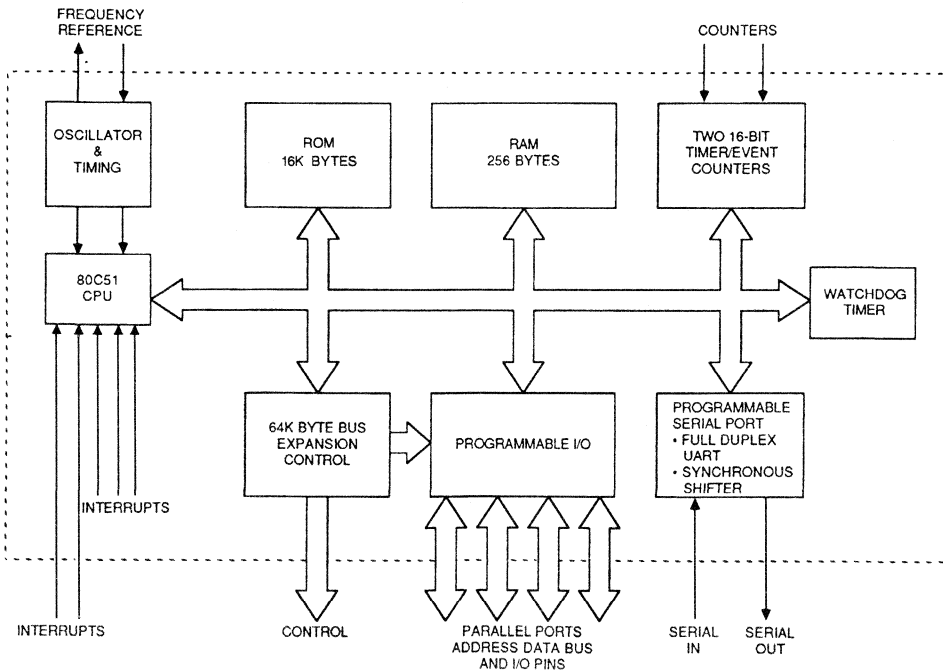 FREQUENCY
REFERENCE
COUNTERS
OSCILLATOR
&
TIMING
ROM
16K BYTES
RAM
256 BYTES
TWO 16-BIT
TIMER/EVENT
COUNTERS
80C51
CPU
WATCHDOG
TIMER
64K BYTE BUS
EXPANSION
CONTROL
PROGRAMMABLE I/O
PROGRAMMABLE
SERIAL PORT
• FULL DUPLEX
UART
• SYNCHRONOUS
SHIFTER
INTERRUPTS
INTERRUPTS
CONTROL
PARALLEL PORTS
ADDRESS DATA BUS
AND I/O PINS
SERIAL
IN
SERIAL
OUT